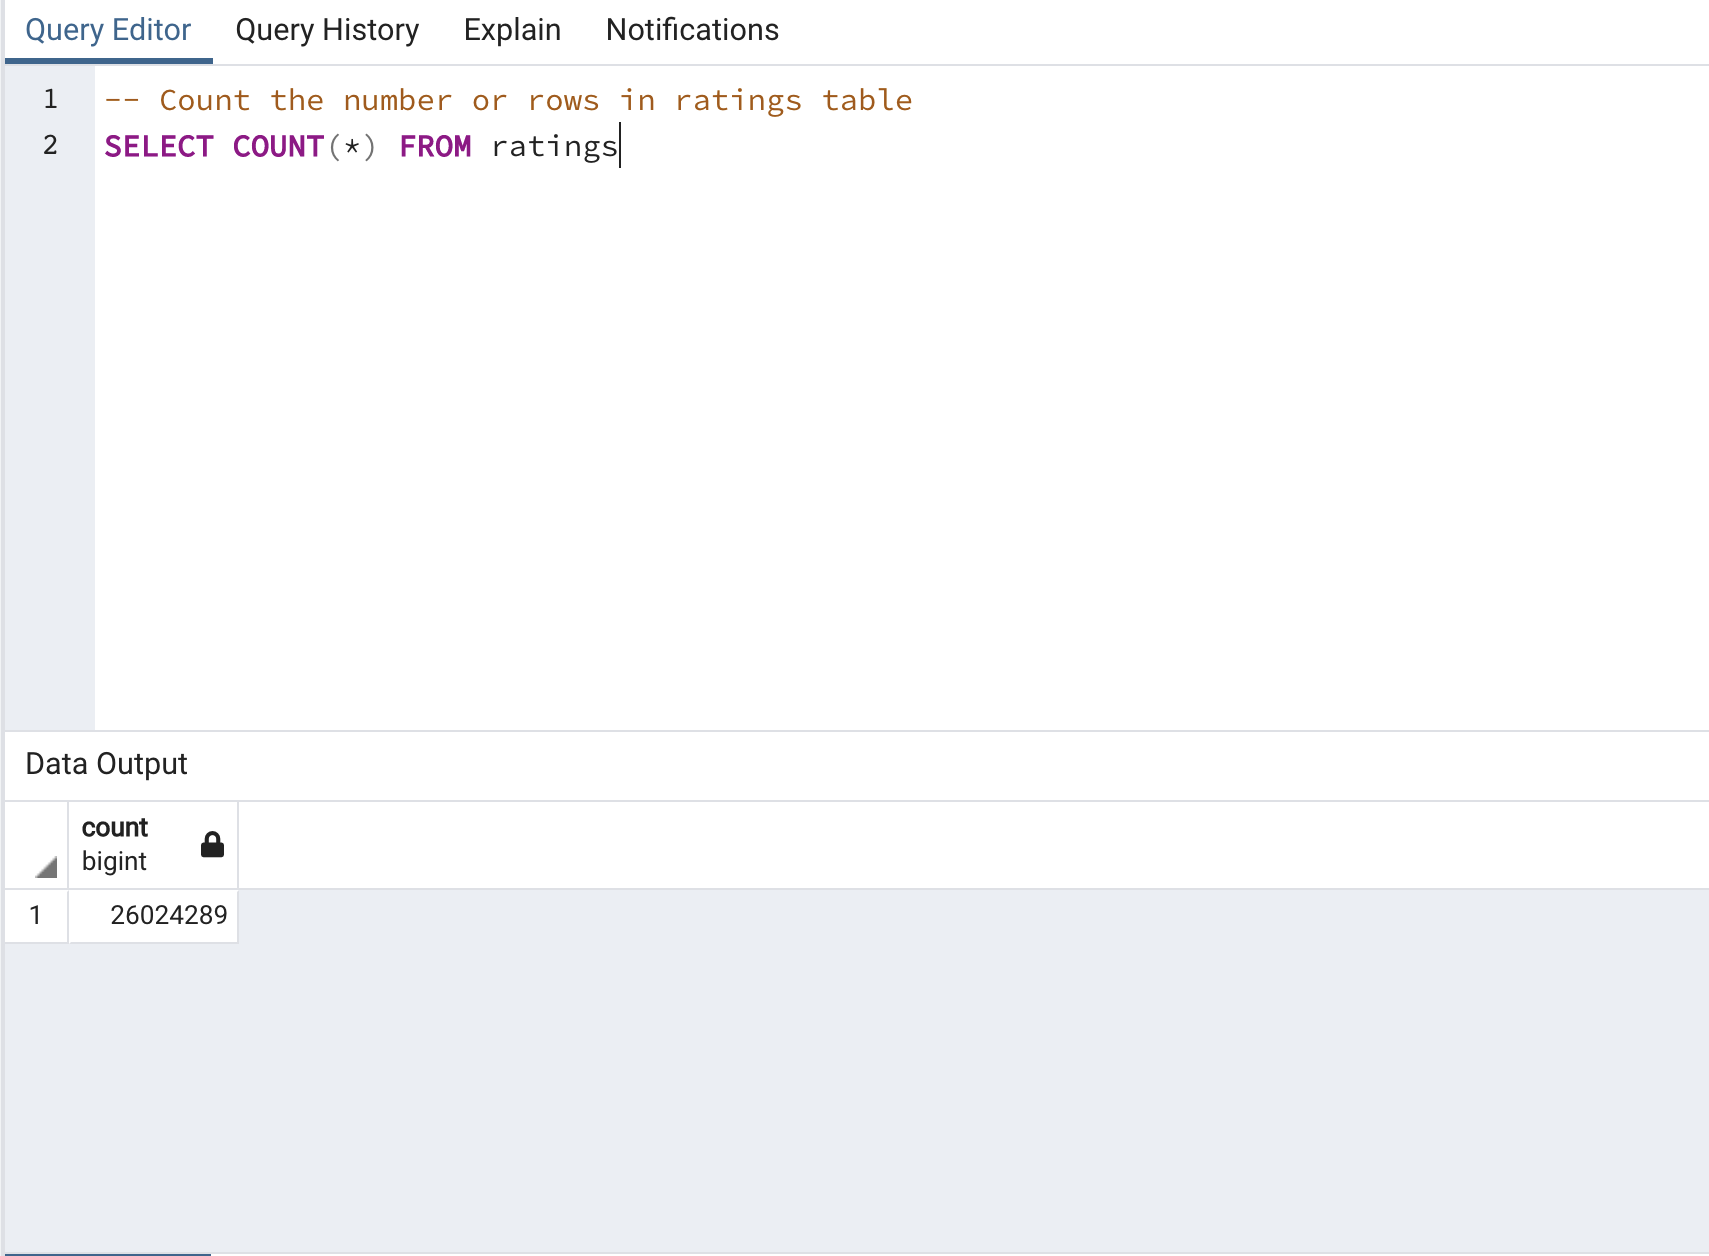 Query Editor Query History Explain Notifications
1 -- Count the number or rows in ratings table
2 SELECT COUNT(*) FROM ratings
Data Output
count
bigint
1 26024289